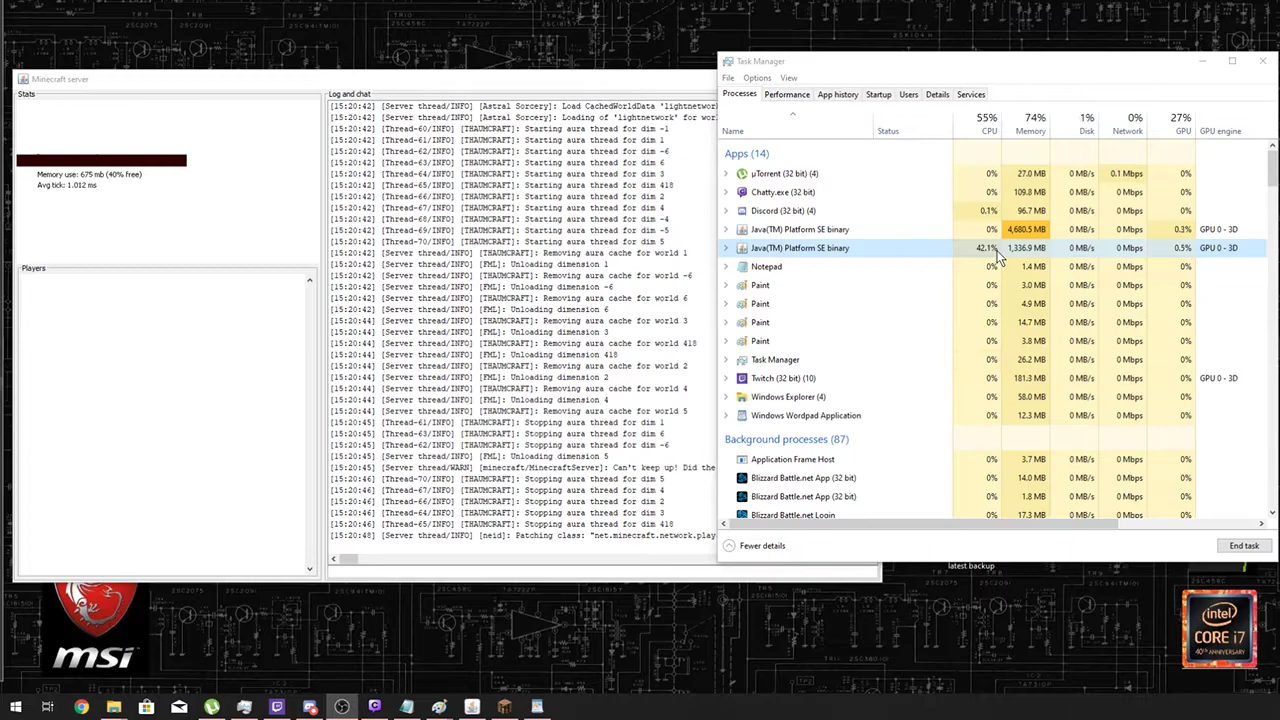 Minecraft server
Stats
Memory use: 675 mb (40% free)
Avg tick: 1.012 ms
Players
Log and chat
[15:20:42] [Server thread/INFO] [Astral Sorcery]: Load CachedWorldData 'lightnetwor
[15:20:42] [Server thread/INFO] [Astral Sorcery]: Loading of 'lightnetwork' for wor
[15:20:42] [Thread-60/INFO] [THAUMCRAFT]: Starting aura thread for dim -1
[15:20:42] [Thread-61/INFO] [THAUMCRAFT]: Starting aura thread for dim 1
[15:20:42] [Thread-62/INFO] [THAUMCRAFT]: Starting aura thread for dim -6
[15:20:42] [Thread-63/INFO] [THAUMCRAFT]: Starting aura thread for dim 6
[15:20:42] [Thread-64/INFO] [THAUMCRAFT]: Starting aura thread for dim 3
[15:20:42] [Thread-65/INFO] [THAUMCRAFT]: Starting aura thread for dim 418
[15:20:42] [Thread-66/INFO] [THAUMCRAFT]: Starting aura thread for dim 2
[15:20:42] [Thread-67/INFO] [THAUMCRAFT]: Starting aura thread for dim 4
[15:20:42] [Thread-68/INFO] [THAUMCRAFT]: Starting aura thread for dim -4
[15:20:42] [Thread-69/INFO] [THAUMCRAFT]: Starting aura thread for dim -5
[15:20:42] [Thread-70/INFO] [THAUMCRAFT]: Starting aura thread for dim 5
[15:20:44] [Server thread/INFO] [THAUMCRAFT]: Removing aura cache for world 1
[15:20:44] [Server thread/INFO] [FML]: Unloading dimension 1
[15:20:44] [Server thread/INFO] [THAUMCRAFT]: Removing aura cache for world -6
[15:20:44] [Server thread/INFO] [FML]: Unloading dimension -6
[15:20:44] [Server thread/INFO] [THAUMCRAFT]: Removing aura cache for world 6
[15:20:44] [Server thread/INFO] [FML]: Unloading dimension 6
[15:20:44] [Server thread/INFO] [THAUMCRAFT]: Removing aura cache for world 3
[15:20:44] [Server thread/INFO] [FML]: Unloading dimension 3
[15:20:44] [Server thread/INFO] [THAUMCRAFT]: Removing aura cache for world 418
[15:20:44] [Server thread/INFO] [FML]: Unloading dimension 418
[15:20:44] [Server thread/INFO] [THAUMCRAFT]: Removing aura cache for world 2
[15:20:44] [Server thread/INFO] [FML]: Unloading dimension 2
[15:20:44] [Server thread/INFO] [THAUMCRAFT]: Removing aura cache for world 4
[15:20:44] [Server thread/INFO] [FML]: Unloading dimension 4
[15:20:44] [Server thread/INFO] [THAUMCRAFT]: Removing aura cache for world 5
[15:20:45] [Thread-61/INFO] [THAUMCRAFT]: Stopping aura thread for dim 1
[15:20:45] [Thread-63/INFO] [THAUMCRAFT]: Stopping aura thread for dim 6
[15:20:45] [Thread-62/INFO] [THAUMCRAFT]: Stopping aura thread for dim -6
[15:20:45] [Server thread/INFO] [FML]: Unloading dimension 5
[15:20:45] [Server thread/WARN] [minecraft/MinecraftServer]: Can't keep up! Did the
[15:20:46] [Thread-70/INFO] [THAUMCRAFT]: Stopping aura thread for dim 5
[15:20:46] [Thread-67/INFO] [THAUMCRAFT]: Stopping aura thread for dim 4
[15:20:46] [Thread-66/INFO] [THAUMCRAFT]: Stopping aura thread for dim 2
[15:20:46] [Thread-64/INFO] [THAUMCRAFT]: Stopping aura thread for dim 3
[15:20:46] [Thread-65/INFO] [THAUMCRAFT]: Stopping aura thread for dim 418
[15:20:48] [Server thread/INFO] [neid]: Patching class: "net.minecraft.network.play
Task Manager
File Options View
Processes Performance App history Startup Users Details Services
55% 74% 1% 0% 27%
Name Status CPU Memory Disk Network GPU GPU engine
Apps (14)
µTorrent (32 bit) (4) 0% 27.0 MB 0 MB/s 0.1 Mbps 0%
Chatty.exe (32 bit) 0% 109.8 MB 0 MB/s 0 Mbps 0%
Discord (32 bit) (4) 0.1% 96.7 MB 0 MB/s 0 Mbps 0%
Java(TM) Platform SE binary 0% 4,680.5 MB 0 MB/s 0 Mbps 0.3% GPU 0 - 3D
Java(TM) Platform SE binary 42.1% 1,336.9 MB 0 MB/s 0 Mbps 0.5% GPU 0 - 3D
Notepad 0% 1.4 MB 0 MB/s 0 Mbps 0%
Paint 0% 3.0 MB 0 MB/s 0 Mbps 0%
Paint 0% 4.9 MB 0 MB/s 0 Mbps 0%
Paint 0% 14.7 MB 0 MB/s 0 Mbps 0%
Paint 0% 3.8 MB 0 MB/s 0 Mbps 0%
Task Manager 0% 26.2 MB 0 MB/s 0 Mbps 0%
Twitch (32 bit) (10) 0% 181.3 MB 0 MB/s 0 Mbps 0% GPU 0 - 3D
Windows Explorer (4) 0% 58.0 MB 0 MB/s 0 Mbps 0%
Windows Wordpad Application 0% 12.3 MB 0 MB/s 0 Mbps 0%
Background processes (87)
Application Frame Host 0% 3.7 MB 0 MB/s 0 Mbps 0%
Blizzard Battle.net App (32 bit) 0% 14.0 MB 0 MB/s 0 Mbps 0%
Blizzard Battle.net App (32 bit) 0% 1.8 MB 0 MB/s 0 Mbps 0%
Blizzard Battle.net Login 0% 17.3 MB 0 MB/s 0 Mbps 0%
Fewer details End task
latest backup
msi
intel
CORE i7
40th ANNIVERSARY